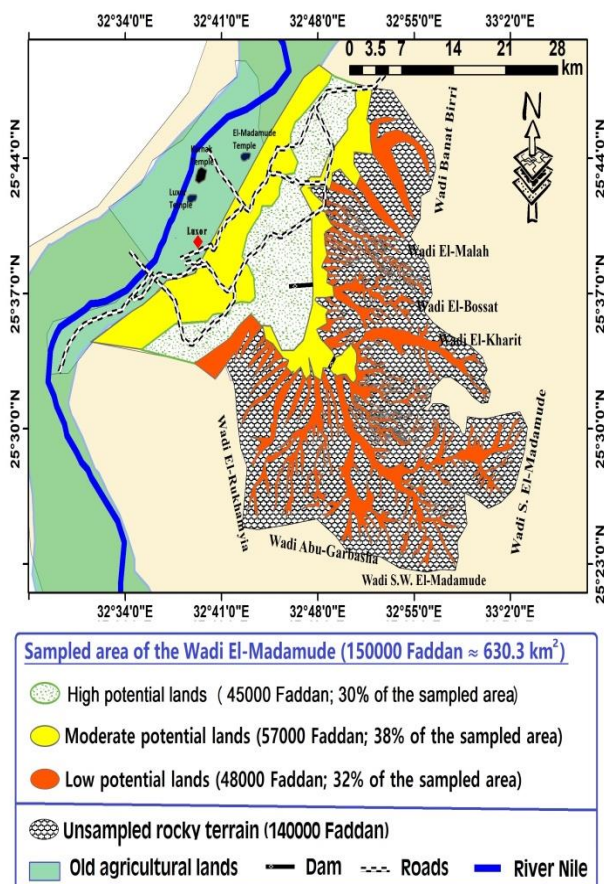 32°34'0"E 32°41'0"E 32°48'0"E 32°55'0"E 33°2'0"E
0 3.5 7 14 21 28
km
N
25°44'0"N
25°37'0"N
25°30'0"N
25°23'0"N
El-Madamude
Temple
Karnak
Temple
Luxor
Temple
Luxor
Wadi Banat Birri
Wadi El-Malah
Wadi El-Bossat
Wadi El-Kharit
Wadi S. El-Madamude
Wadi El-Rukhamyia
Wadi Abu-Garbasha
Wadi S.W. El-Madamude
25°44'0"N
25°37'0"N
25°30'0"N
25°23'0"N
32°34'0"E 32°41'0"E 32°48'0"E 32°55'0"E 33°2'0"E
Sampled area of the Wadi El-Madamude (150000 Faddan ≈ 630.3 km²)
High potential lands ( 45000 Faddan; 30% of the sampled area)
Moderate potential lands (57000 Faddan; 38% of the sampled area)
Low potential lands (48000 Faddan; 32% of the sampled area)
Unsampled rocky terrain (140000 Faddan)
Old agricultural lands Dam Roads River Nile